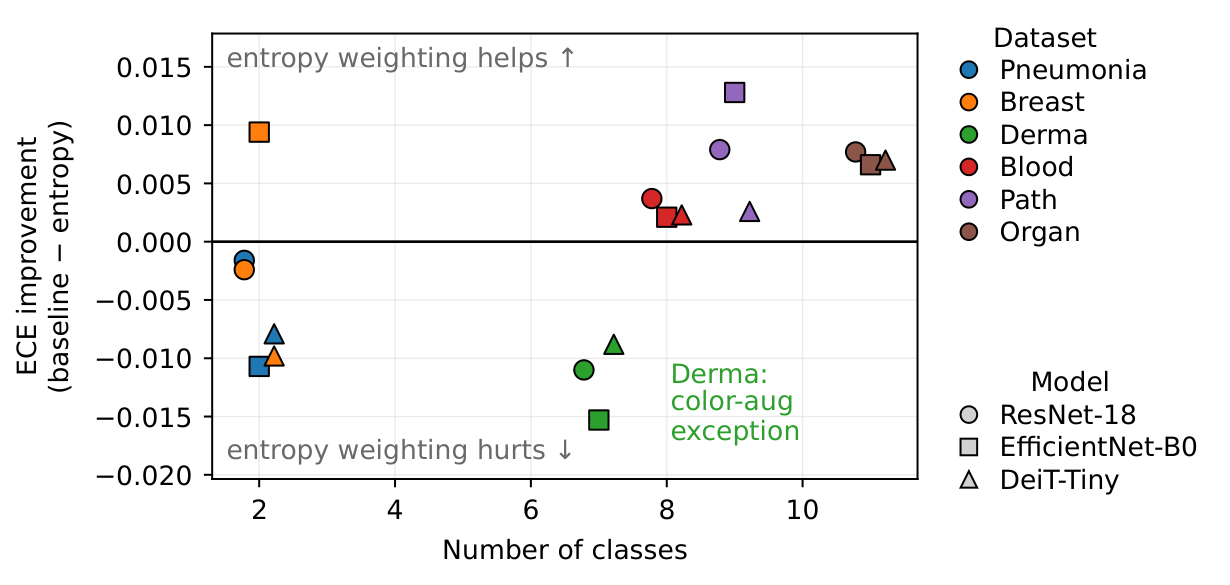 entropy weighting helps ↑
0.015
0.010
0.005
0.000
−0.005
−0.010
−0.015
−0.020
ECE improvement
(baseline − entropy)
Derma:
color-aug
exception
entropy weighting hurts ↓
2 4 6 8 10
Number of classes
Dataset
Pneumonia
Breast
Derma
Blood
Path
Organ
Model
ResNet-18
EfficientNet-B0
DeiT-Tiny